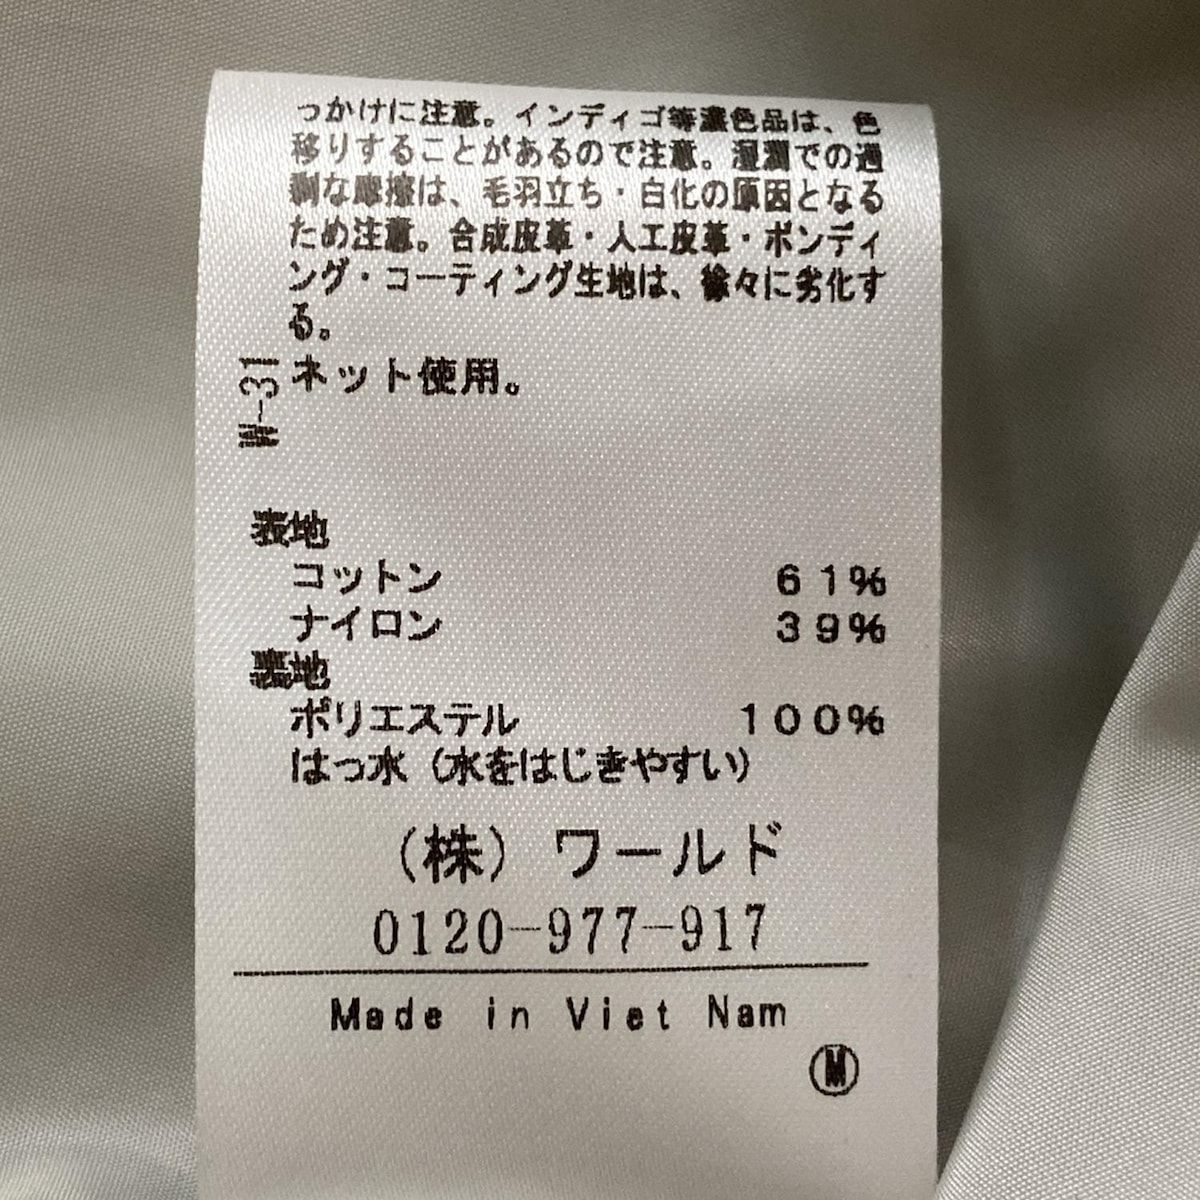 っかけに注意。インディゴ等濃色品は、色
移りすることがあるので注意。湿潤での過
剰な摩擦は、毛羽立ち・白化の原因となる
ため注意。合成皮革・人工皮革・ボンディ
ング・コーティング生地は、徐々に劣化す
る。
ネット使用。
W-31
表地
コットン 61%
ナイロン 39%
裏地
ポリエステル 100%
はっ水（水をはじきやすい）
（株）ワールド
0120-977-917
Made in Viet Nam
Ⓜ